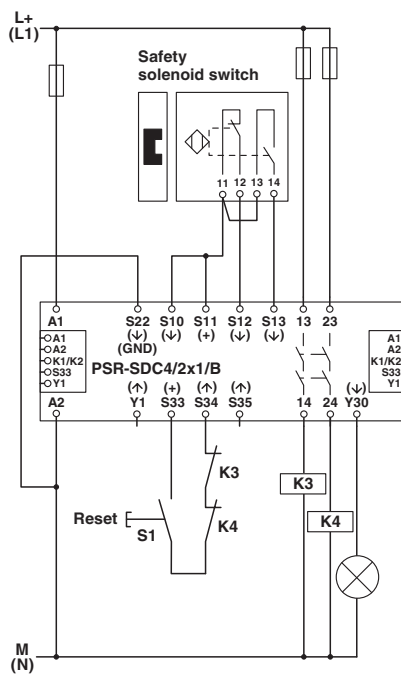 L+
(L1)
Safety
solenoid switch
11 12 13 14
A1 S22 S10 S11 S12 S13 13 23
(↓) (↓) (+) (↓) (↓)
(GND)
A1
A2
K1/K2
S33
Y1
A1
A2
K1/K2
S33
Y1
PSR-SDC4/2x1/B
(↑) (+) (↑) (↑) (↓)
A2 Y1 S33 S34 S35 14 24 Y30
K3
K3
Reset
S1
K4
K4
M
(N)